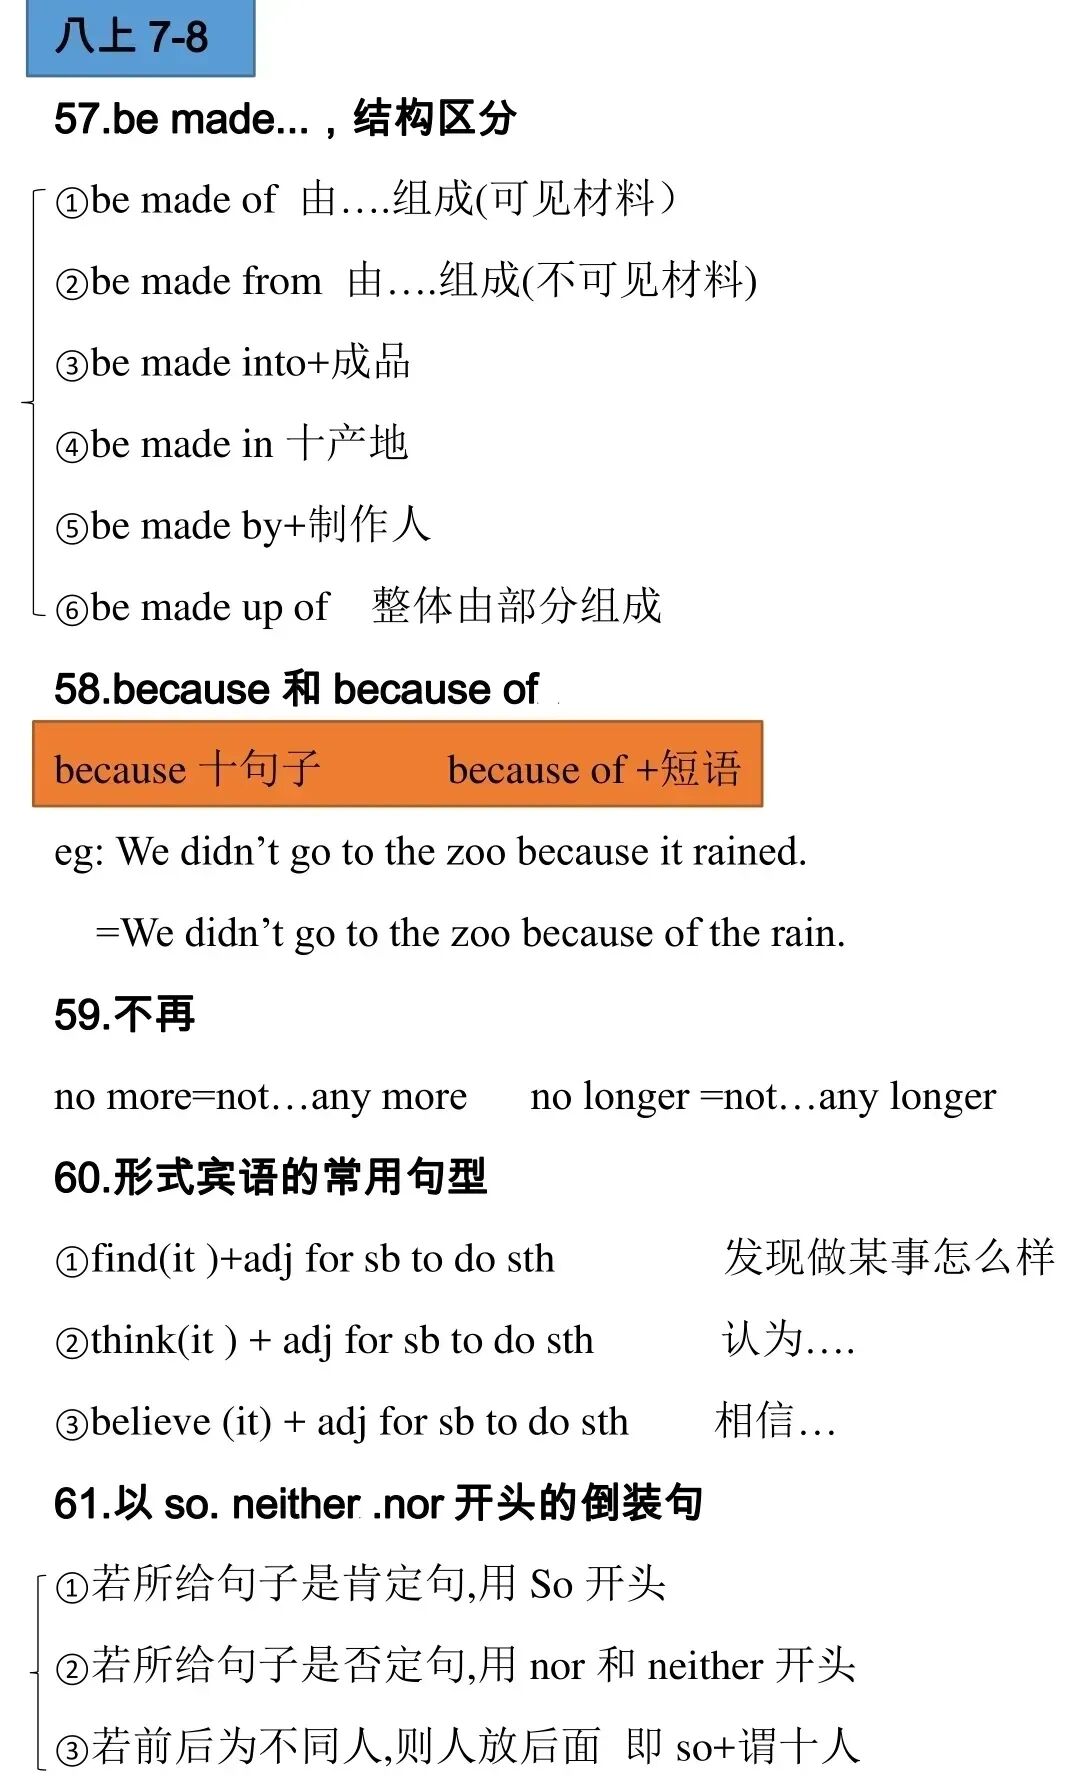 八上 7-8
57.be made...，结构区分
①be made of 由….组成(可见材料）
②be made from 由….组成(不可见材料)
③be made into+成品
④be made in 十产地
⑤be made by+制作人
⑥be made up of 整体由部分组成
58.because 和 because of
because 十句子 because of +短语
eg: We didn’t go to the zoo because it rained.
=We didn’t go to the zoo because of the rain.
59.不再
no more=not…any more no longer =not…any longer
60.形式宾语的常用句型
①find(it )+adj for sb to do sth 发现做某事怎么样
②think(it ) + adj for sb to do sth 认为….
③believe (it) + adj for sb to do sth 相信…
61.以 so. neither .nor 开头的倒装句
①若所给句子是肯定句,用 So 开头
②若所给句子是否定句,用 nor 和 neither 开头
③若前后为不同人,则人放后面 即 so+谓十人